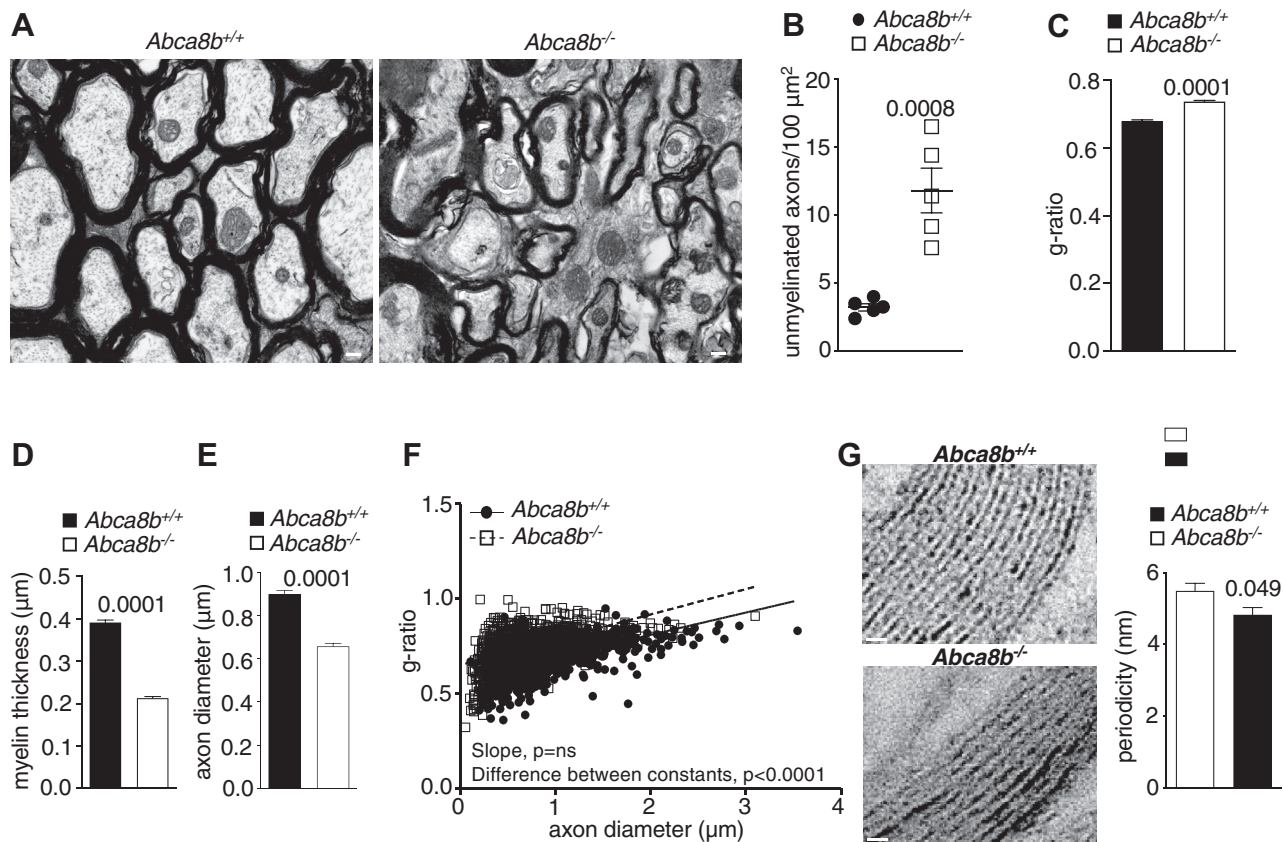 A
Abca8b+/+
Abca8b-/-
B
Abca8b+/+
Abca8b-/-
unmyelinated axons/100 µm2
20
15
10
5
0
0.0008
C
Abca8b+/+
Abca8b-/-
g-ratio
0.8
0.6
0.4
0.2
0.0
0.0001
D
Abca8b+/+
Abca8b-/-
myelin thickness (µm)
0.5
0.4
0.3
0.2
0.1
0.0
0.0001
E
Abca8b+/+
Abca8b-/-
axon diameter (µm)
1.0
0.8
0.6
0.4
0.2
0.0
0.0001
F
Abca8b+/+
Abca8b-/-
g-ratio
1.5
1.0
0.5
0.0
Slope, p=ns
Difference between constants, p<0.0001
0 1 2 3 4
axon diameter (µm)
G
Abca8b+/+
Abca8b-/-
Abca8b+/+
Abca8b-/-
periodicity (nm)
6
4
2
0
0.049